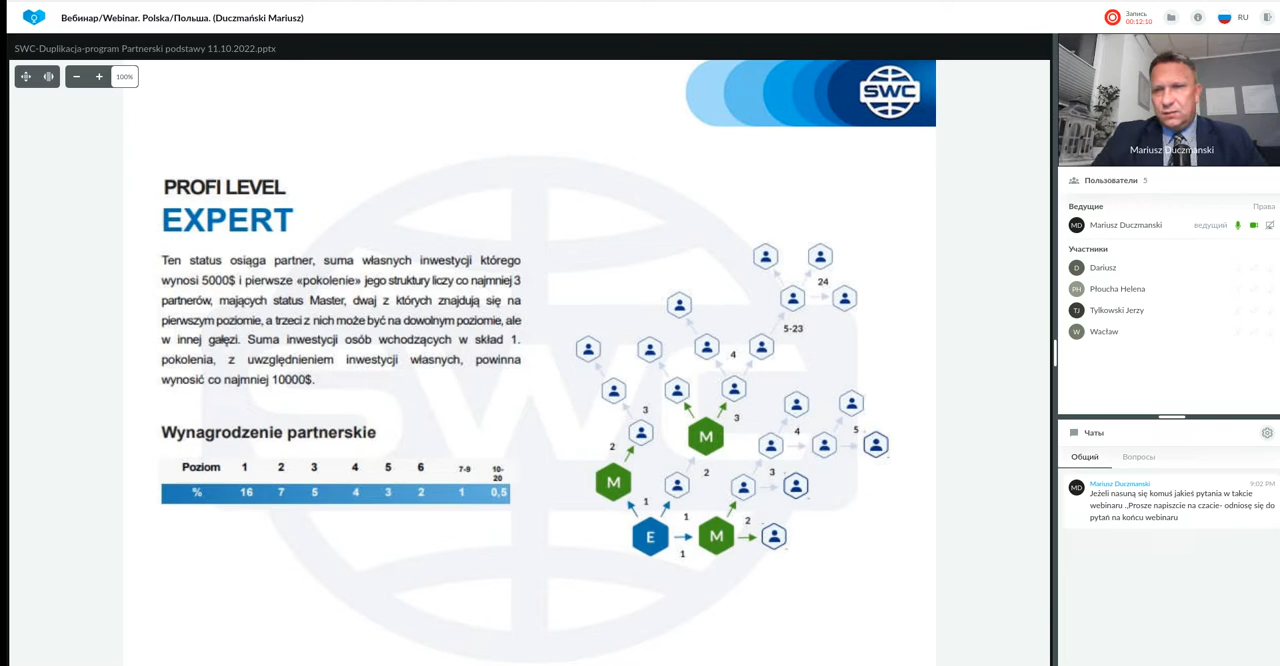 Вебинар/Webinar. Polska/Польша. (Duczmański Mariusz)
Запись
00:12:10
RU
SWC-Duplikacja-program Partnerski podstawy 11.10.2022.pptx
100%
SWC
PROFI LEVEL
EXPERT
Ten status osiąga partner, suma własnych inwestycji którego
wynosi 5000$ i pierwsze «pokolenie» jego struktury liczy co najmniej 3
partnerów, mających status Master, dwaj z których znajdują się na
pierwszym poziomie, a trzeci z nich może być na dowolnym poziomie, ale
w innej gałęzi. Suma inwestycji osób wchodzących w skład 1.
pokolenia, z uwzględnieniem inwestycji własnych, powinna
wynosić co najmniej 10000$.
Wynagrodzenie partnerskie
Poziom 1 2 3 4 5 6 7-9 10-20
% 16 7 5 4 3 2 1 0,5
24
5-23
4
3
3
4
5
2
M
2
3
M
1
1
2
E
M
1
SWC
Mariusz Duczmanski
Пользователи 5
Ведущие Права
MD Mariusz Duczmanski ведущий
Участники
D Dariusz
PH Płoucha Helena
TJ Tylkowski Jerzy
W Wacław
Чаты
Общий Вопросы
MD Mariusz Duczmanski 9:02 PM
Jeżeli nasuną się komuś jakieś pytania w takcie
webinaru .,Prosze napiszcie na czacie- odniosę się do
pytań na końcu webinaru